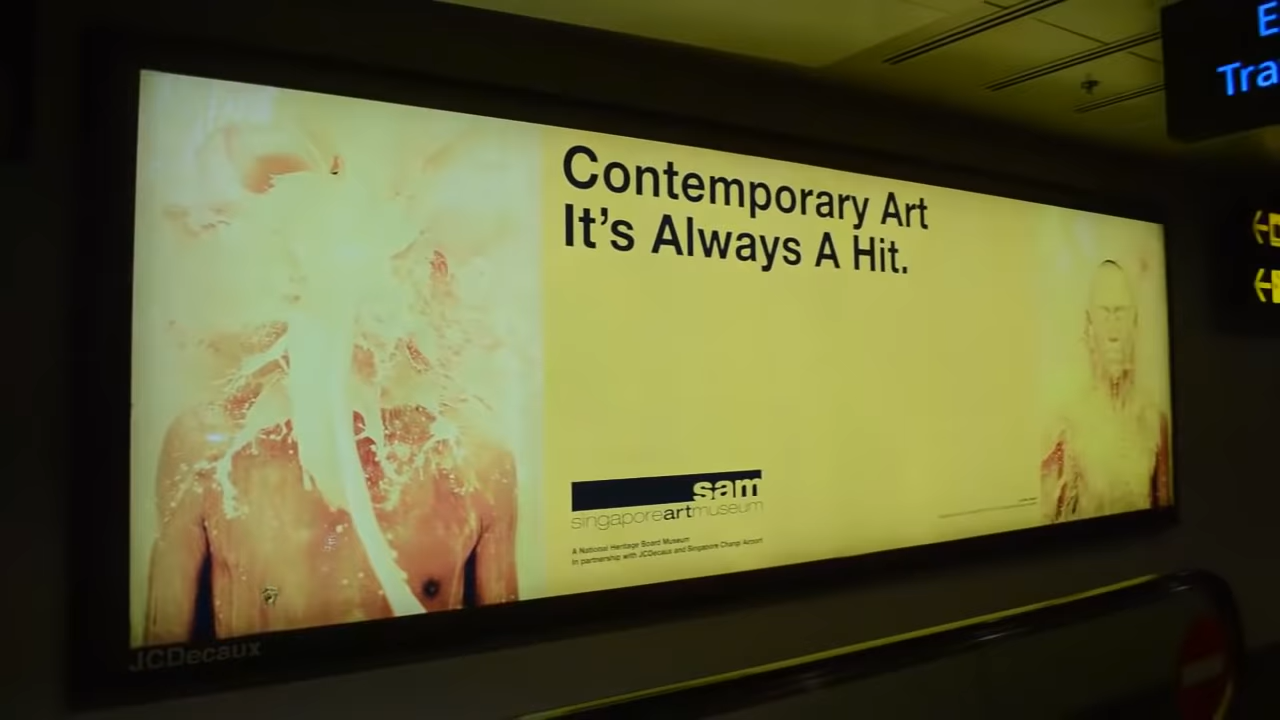 Contemporary Art
It's Always A Hit.
sam
singaporeartmuseum
A National Heritage Board Museum
In partnership with JCDecaux and Singapore Changi Airport
JCDecaux
E
Tra